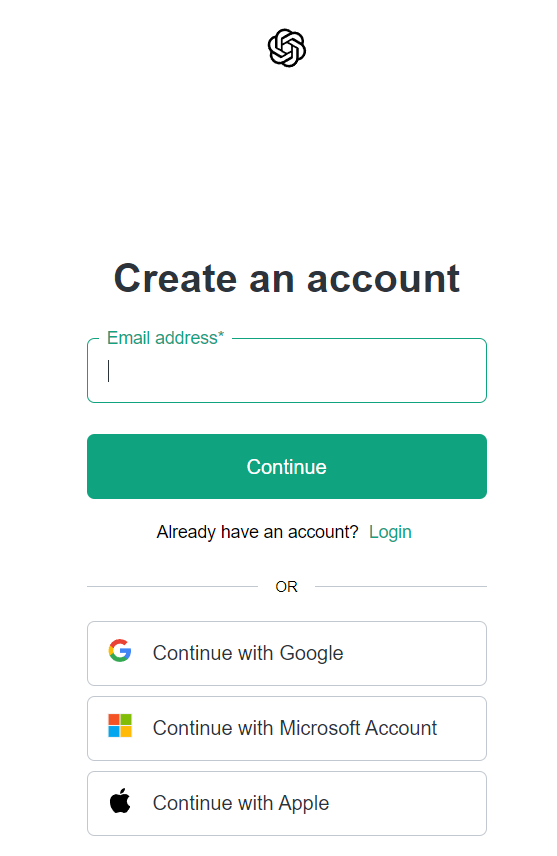 Create an account
Email address*
Continue
Already have an account? Login
OR
Continue with Google
Continue with Microsoft Account
Continue with Apple